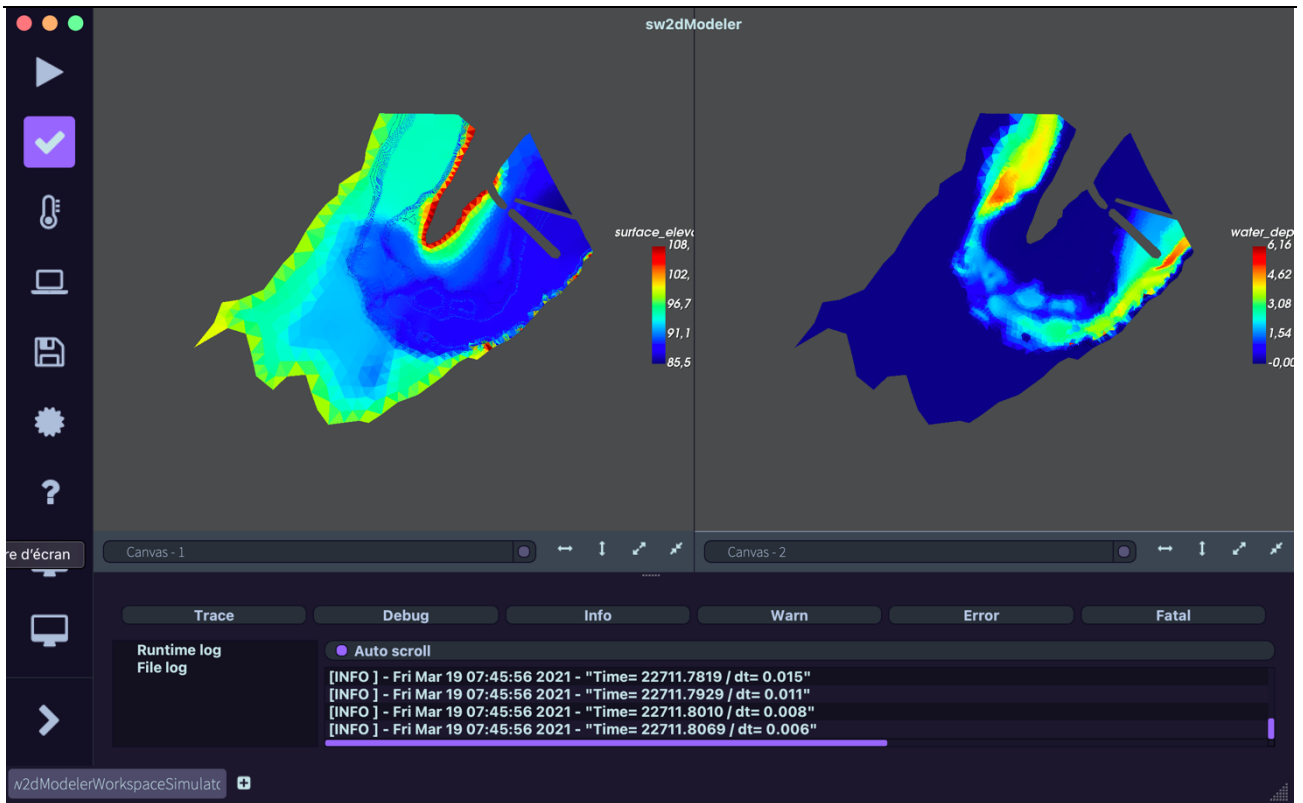 sw2dModeler
surface_eleva
108,
102,
96,7
91,1
85,5
water_dep
6,16
4,62
3,08
1,54
-0,00
re d'écran
Canvas - 1
Canvas - 2
Trace
Debug
Info
Warn
Error
Fatal
Runtime log
File log
Auto scroll
[INFO ] - Fri Mar 19 07:45:56 2021 - "Time= 22711.7819 / dt= 0.015"
[INFO ] - Fri Mar 19 07:45:56 2021 - "Time= 22711.7929 / dt= 0.011"
[INFO ] - Fri Mar 19 07:45:56 2021 - "Time= 22711.8010 / dt= 0.008"
[INFO ] - Fri Mar 19 07:45:56 2021 - "Time= 22711.8069 / dt= 0.006"
w2dModelerWorkspaceSimulato